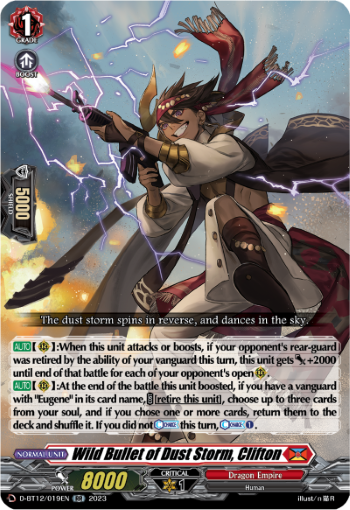 1
GRADE
BOOST
5000
SHIELD
The dust storm spins in reverse, and dances in the sky.
AUTO【 】:When this unit attacks or boosts, if your opponent's rear-guard
was retired by the ability of your vanguard this turn, this unit gets +2000
until end of that battle for each of your opponent's open .
AUTO【 】:At the end of the battle this unit boosted, if you have a vanguard
with "Eugene" in its card name, [retire this unit], choose up to three cards
from your soul, and if you chose one or more cards, return them to
the deck and shuffle it. If you did not CHARGE this turn, CHARGE 1.
NORMAL UNIT
Wild Bullet of Dust Storm, Clifton
POWER 8000
CRITICAL
1
Dragon Empire
Human
D-BT12/019EN RR 2023
illust/n猫R